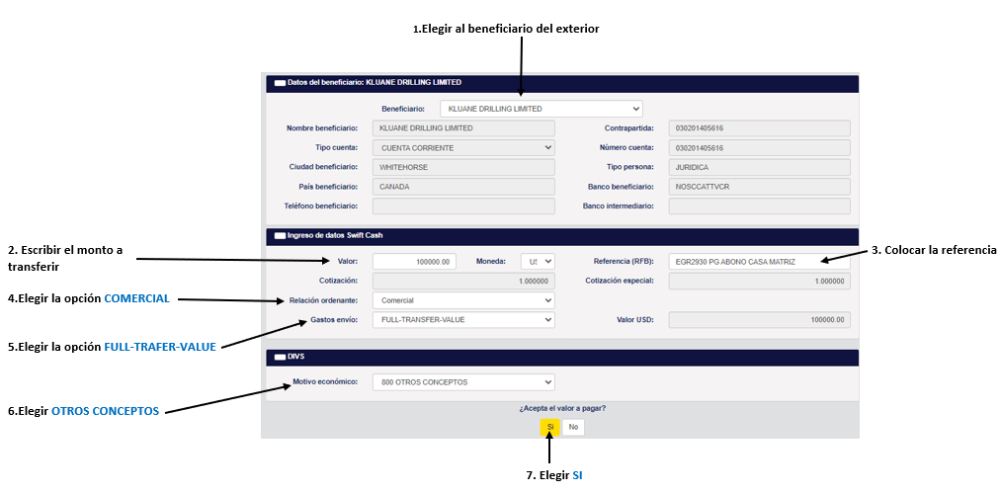 1.Elegir al beneficiario del exterior
Datos del beneficiario: KLUANE DRILLING LIMITED
Beneficiario: KLUANE DRILLING LIMITED
Nombre beneficiario: KLUANE DRILLING LIMITED Contrapartida: 030201405616
Tipo cuenta: CUENTA CORRIENTE Número cuenta: 030201405616
Ciudad beneficiario: WHITEHORSE Tipo persona: JURIDICA
País beneficiario: CANADA Banco beneficiario: NOSCCATTVCR
Teléfono beneficiario: Banco intermediario:
Ingreso de datos Swift Cash
2. Escribir el monto a
transferir
Valor: 100000.00 Moneda: Referencia (RFB): EGR2930 PG ABONO CASA MATRIZ
3. Colocar la referencia
Cotización: 1.000000 Cotización especial: 1.000000
4.Elegir la opción COMERCIAL
Relación ordenante: Comercial
Gastos envío: FULL-TRANSFER-VALUE Valor USD: 100000.00
5.Elegir la opción FULL-TRAFER-VALUE
DIVS
Motivo económico: 800 OTROS CONCEPTOS
6.Elegir OTROS CONCEPTOS
¿Acepta el valor a pagar?
Si No
7. Elegir SI